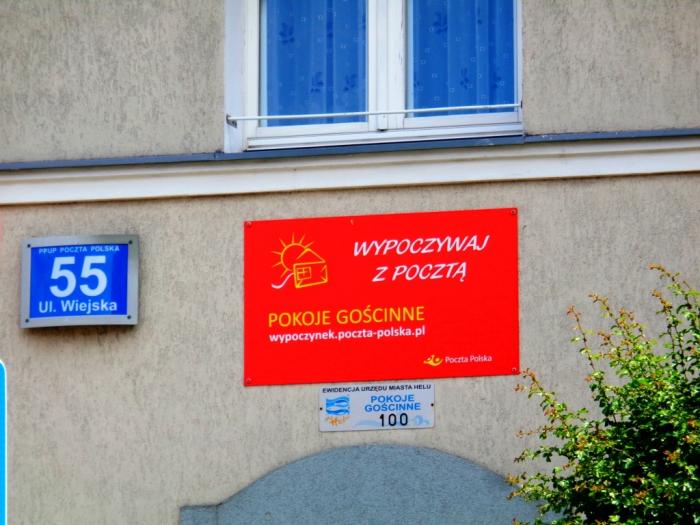 PPUP POCZTA POLSKA
55
Ul. Wiejska
WYPOCZYWAJ
Z POCZTĄ
POKOJE GOŚCINNE
wypoczynek.poczta-polska.pl
Poczta Polska
EWIDENCJA URZĘDU MIASTA HELU
POKOJE
GOŚCINNE
100